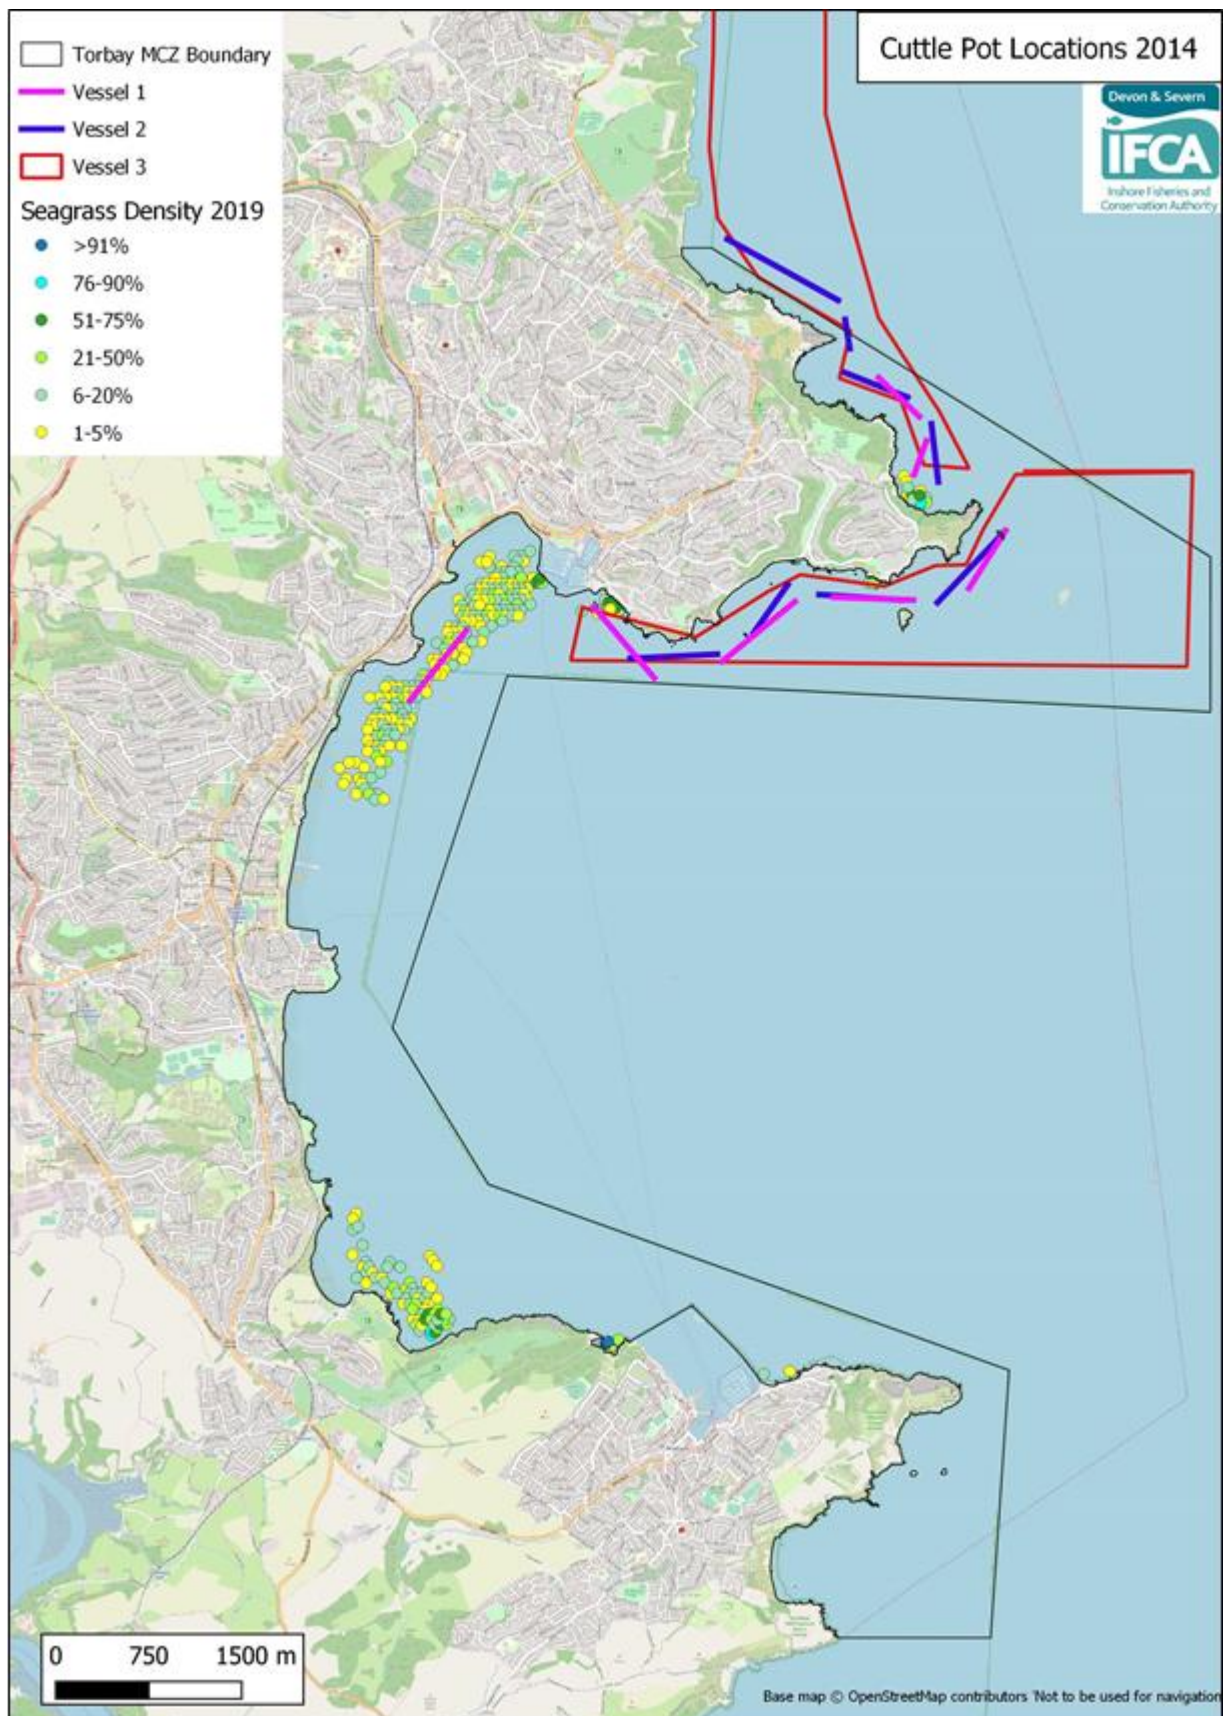 Cuttle Pot Locations 2014
Torbay MCZ Boundary
Vessel 1
Vessel 2
Vessel 3
Seagrass Density 2019
>91%
76-90%
51-75%
21-50%
6-20%
1-5%
Devon & Severn
IFCA
Inshore Fisheries and
Conservation Authority
0 750 1500 m
Base map © OpenStreetMap contributors 'Not to be used for navigation